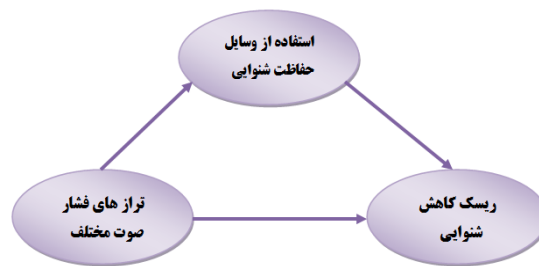 استفاده از وسایل
حفاظت شنوایی
تراز های فشار
صوت مختلف
ریسک کاهش
شنوایی